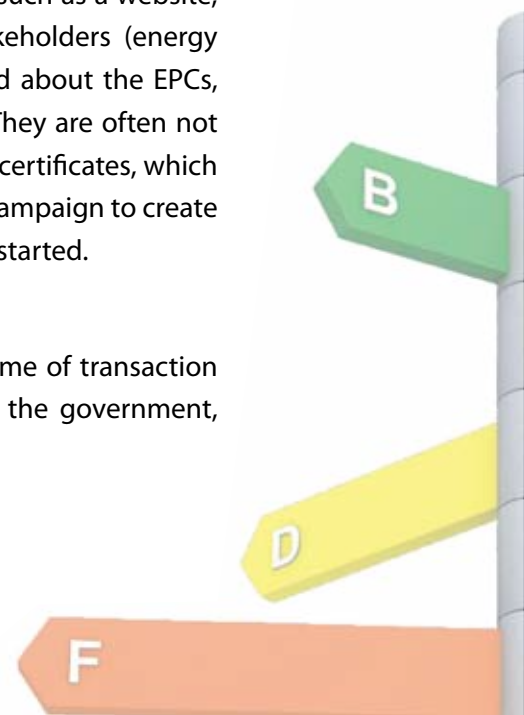 such as a website,
keholders (energy
d about the EPCs,
They are often not
certificates, which
ampaign to create
started.
me of transaction
the government,
B
D
F